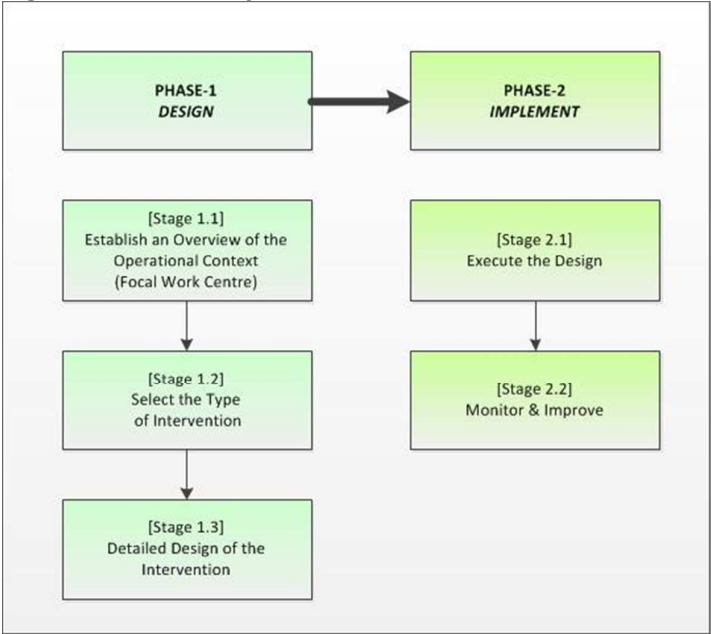 PHASE-1
DESIGN
PHASE-2
IMPLEMENT
[Stage 1.1]
Establish an Overview of the
Operational Context
(Focal Work Centre)
[Stage 1.2]
Select the Type
of Intervention
[Stage 1.3]
Detailed Design of the
Intervention
[Stage 2.1]
Execute the Design
[Stage 2.2]
Monitor & Improve